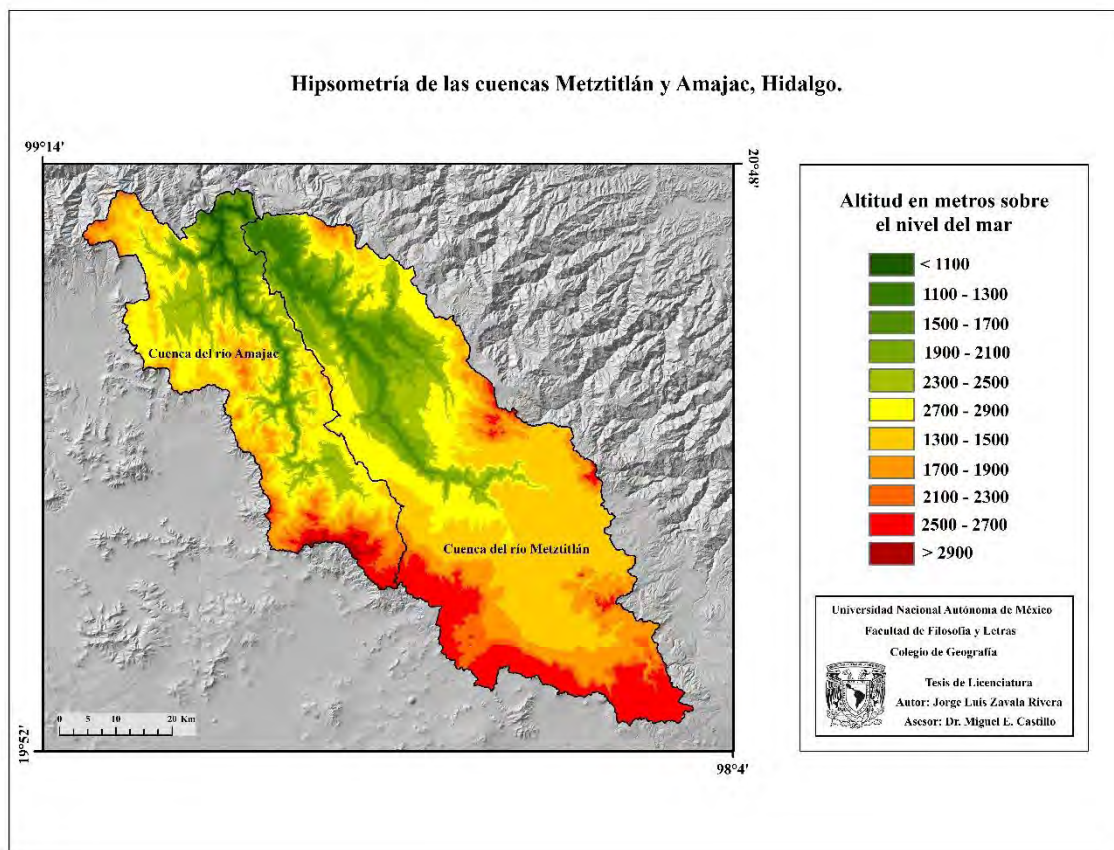 Hipsometría de las cuencas Metztitlán y Amajac, Hidalgo.
99°14'
20°48'
Cuenca del río Amajac
Cuenca del río Metztitlán
0 5 10 20 Km
19°52'
98°4'
Altitud en metros sobre
el nivel del mar
< 1100
1100 - 1300
1500 - 1700
1900 - 2100
2300 - 2500
2700 - 2900
1300 - 1500
1700 - 1900
2100 - 2300
2500 - 2700
> 2900
Universidad Nacional Autónoma de México
Facultad de Filosofía y Letras
Colegio de Geografía
Tesis de Licenciatura
Autor: Jorge Luis Zavala Rivera
Asesor: Dr. Miguel E. Castillo